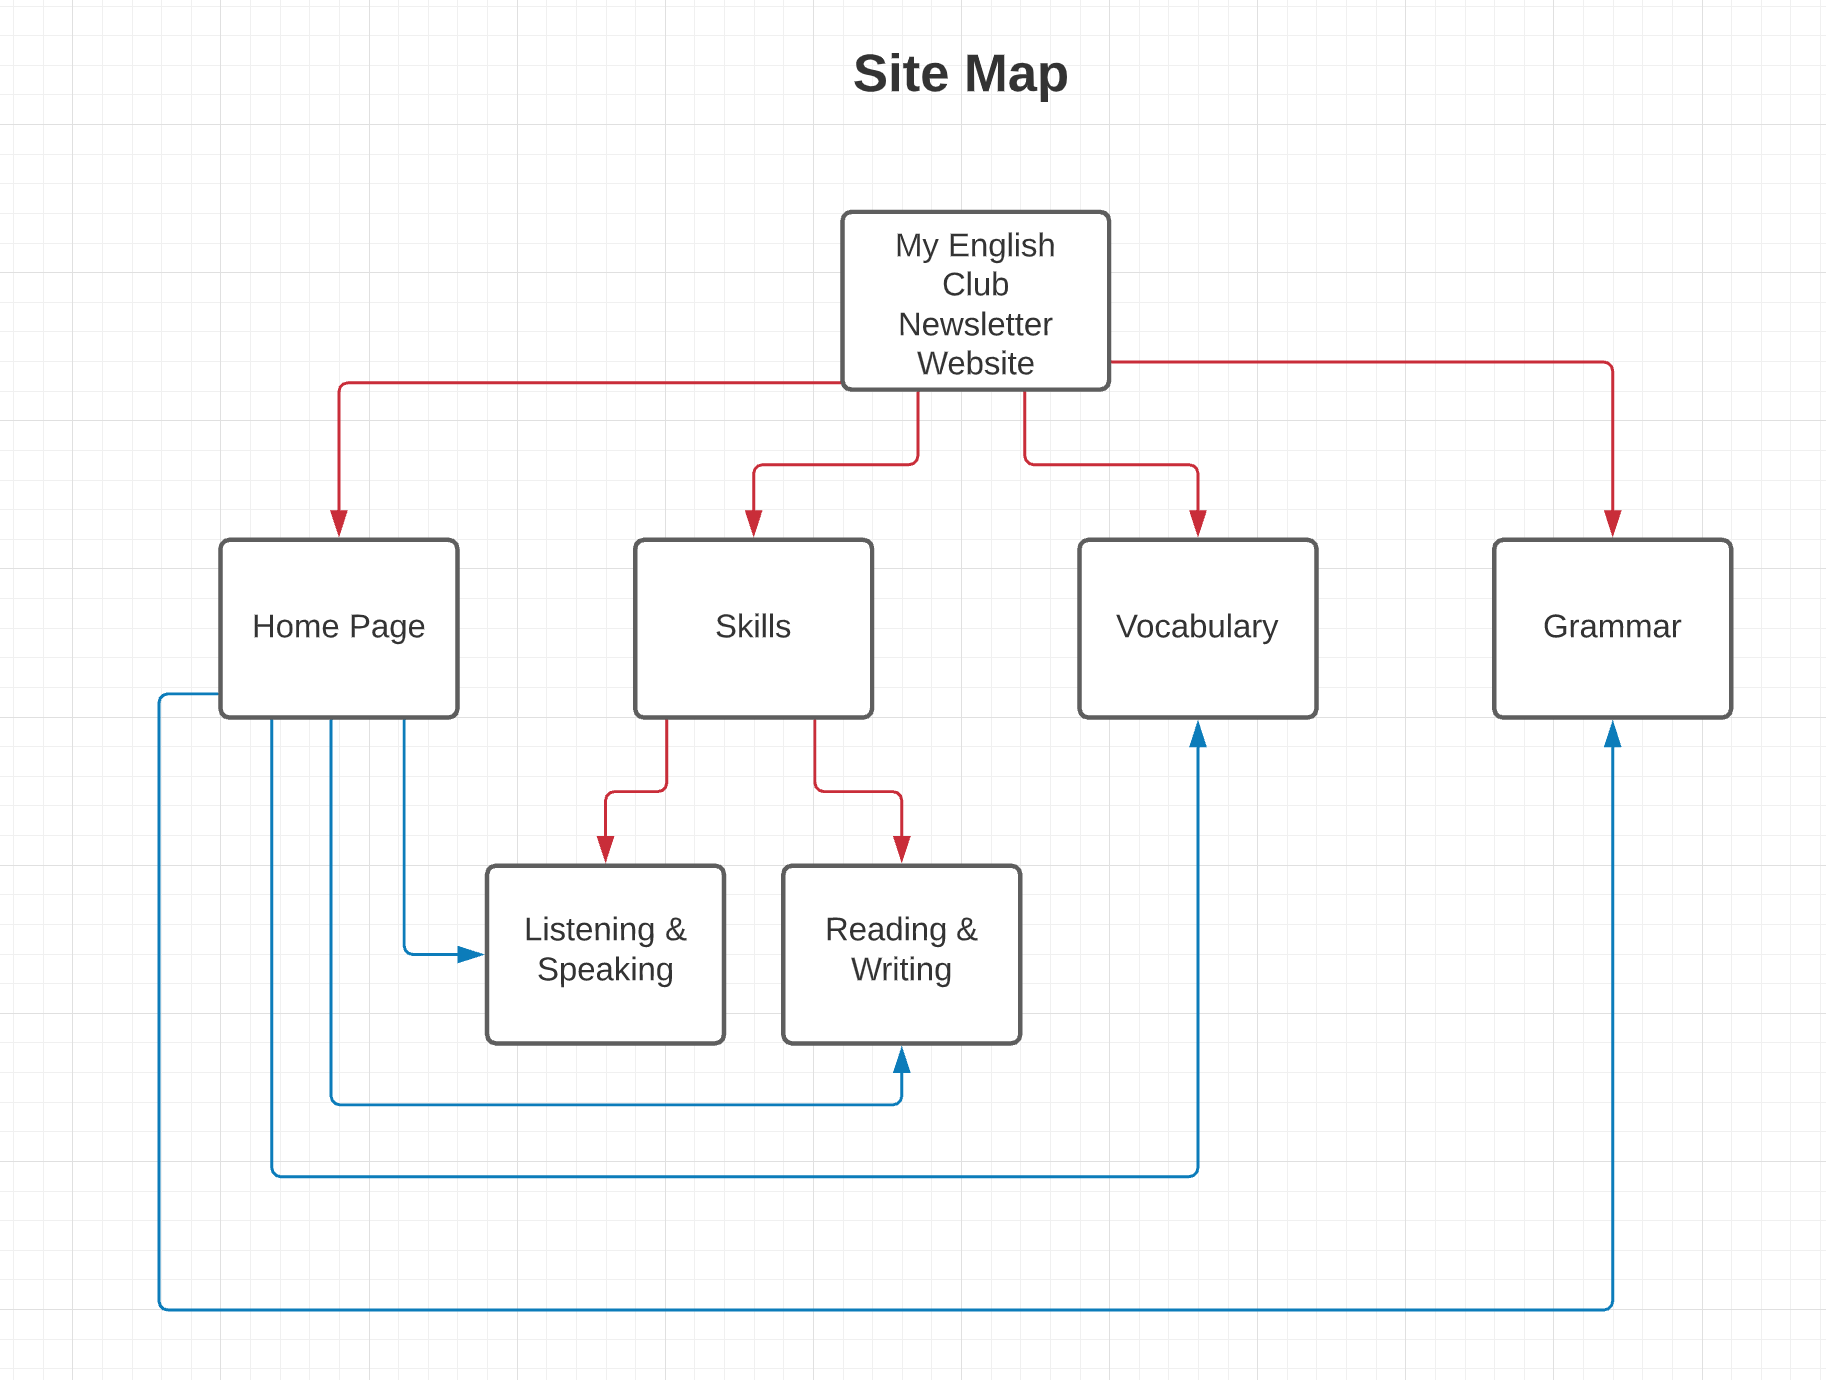 Site Map
My English
Club
Newsletter
Website
Home Page
Skills
Vocabulary
Grammar
Listening &
Speaking
Reading &
Writing